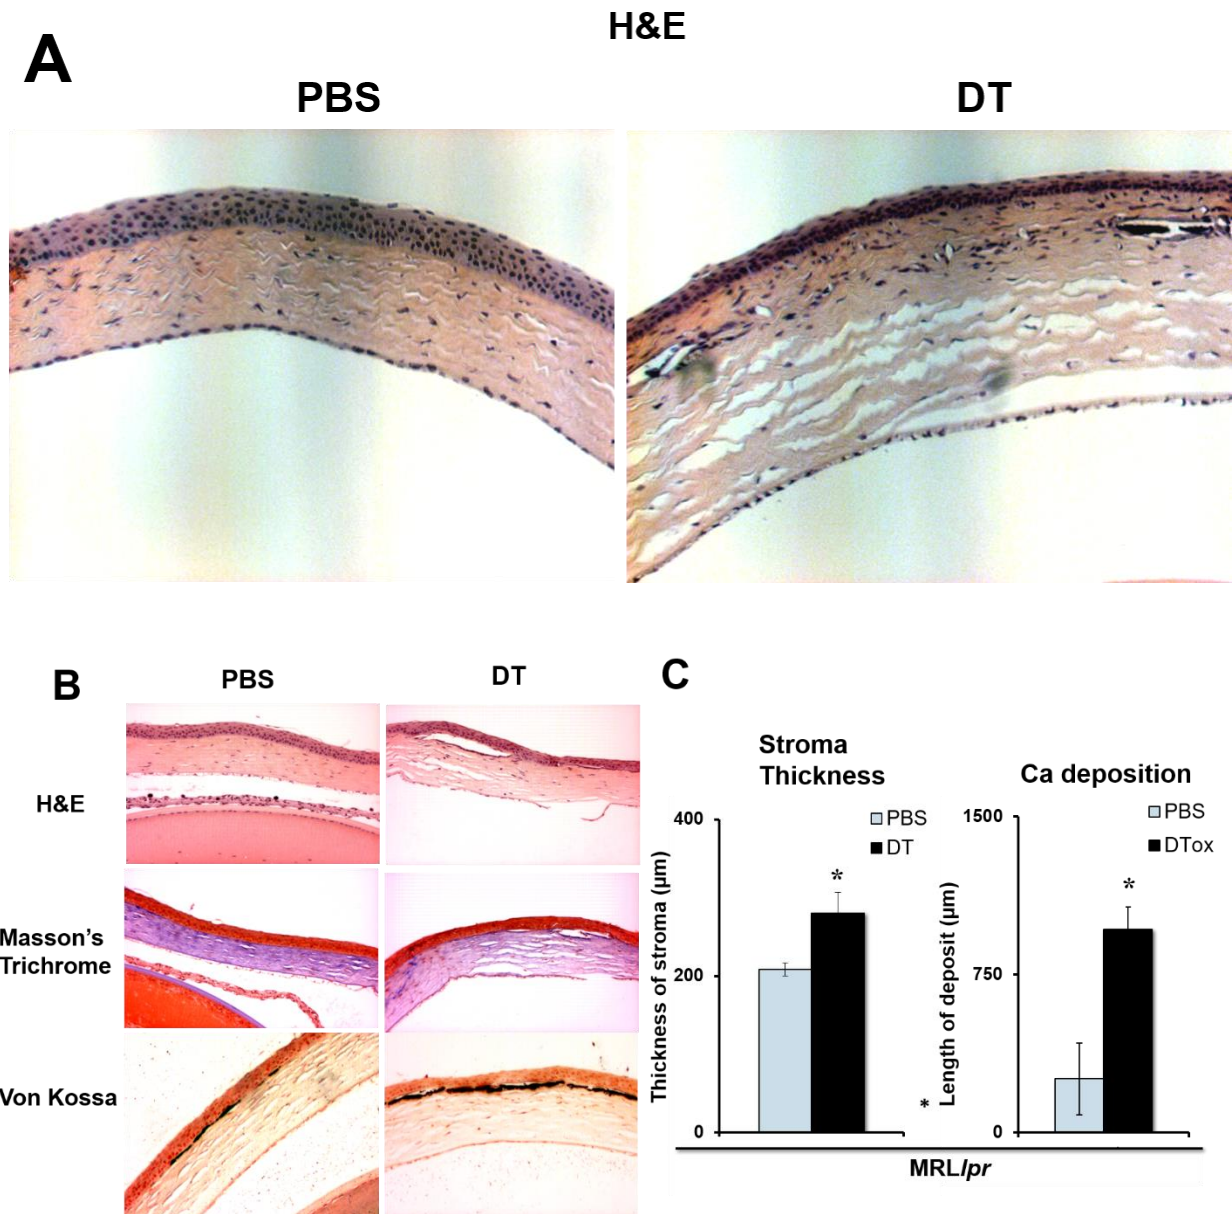 H&E
A
PBS
DT
B
PBS
DT
H&E
Masson's
Trichrome
Von Kossa
C
Stroma
Thickness
Thickness of stroma (µm)
400
200
0
PBS
DT
*
Ca deposition
* Length of deposit (µm)
1500
750
0
PBS
DTox
*
MRLlpr